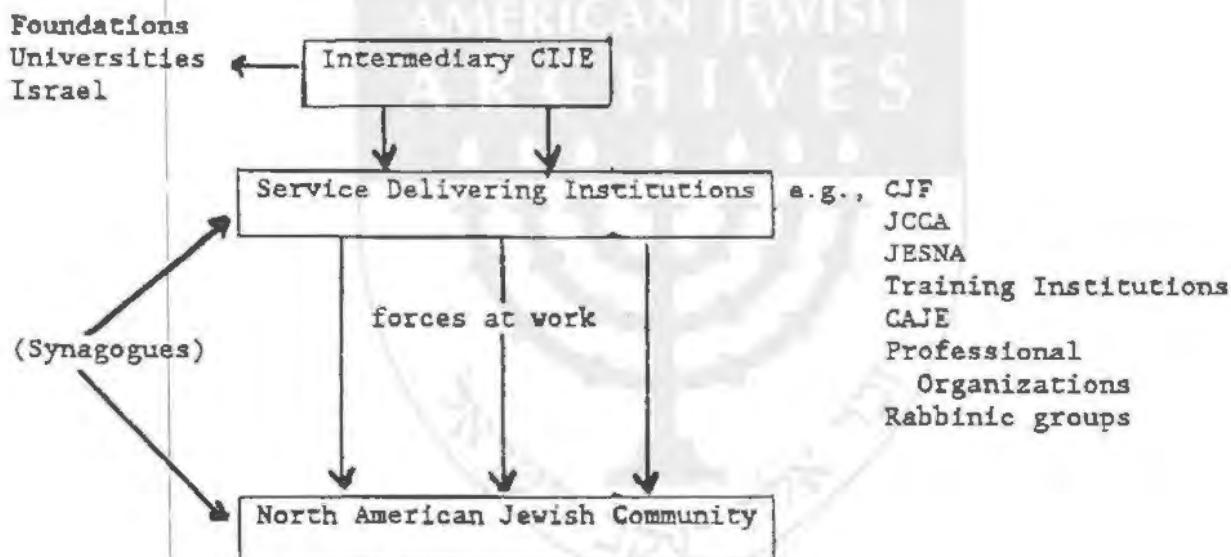 AMERICAN JEWISH
ARCHIVES
Foundations
Universities
Israel
Intermediary CIJE
Service Delivering Institutions
e.g., CJF
JCCA
JESNA
Training Institutions
CAJE
Professional
Organizations
Rabbinic groups
forces at work
(Synagogues)
North American Jewish Community